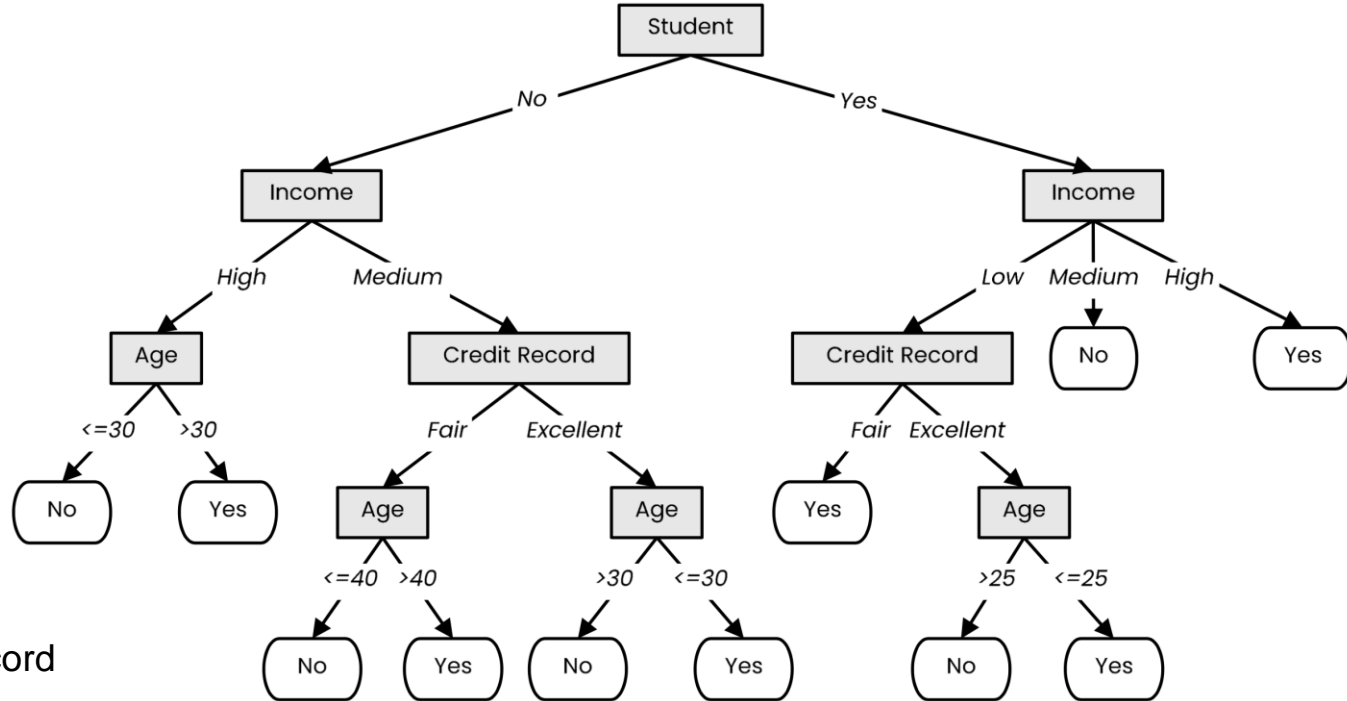 Student
No Yes
Income Income
High Medium Low Medium High
Age Credit Record Credit Record No Yes
<=30 >30 Fair Excellent Fair Excellent
No Yes Age Age Yes Age
<=40 >40 >30 <=30 >25 <=25
No Yes No Yes No Yes
cord